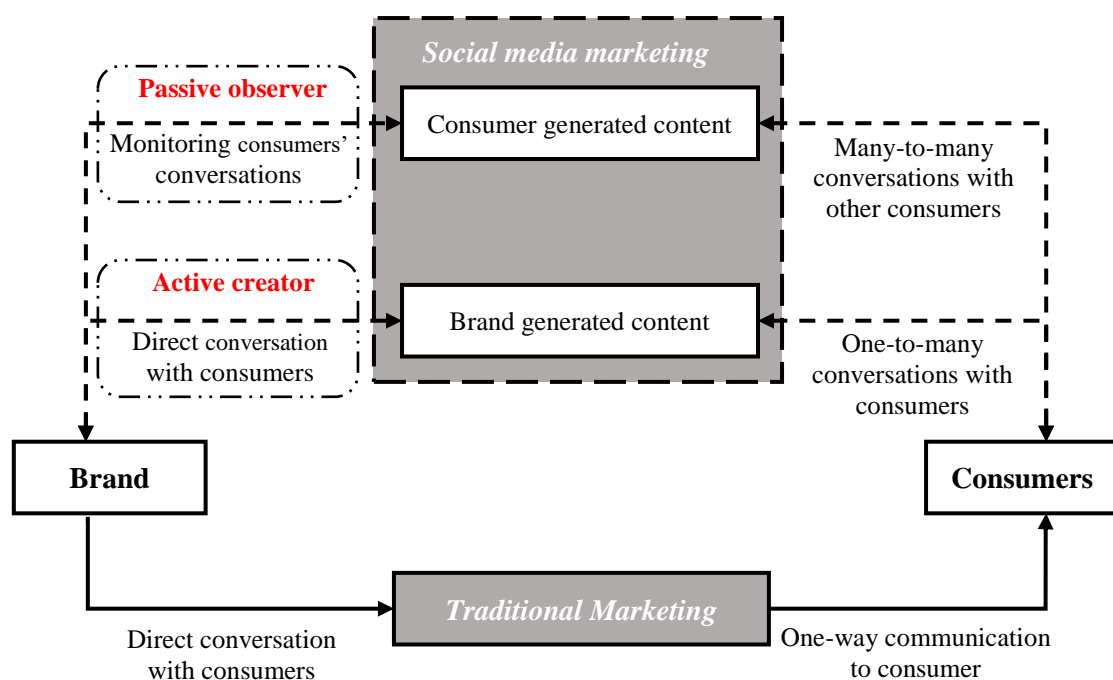 Social media marketing
Passive observer
Monitoring consumers’
conversations
Consumer generated content
Many-to-many
conversations with
other consumers
Active creator
Direct conversation
with consumers
Brand generated content
One-to-many
conversations with
consumers
Brand
Consumers
Traditional Marketing
Direct conversation
with consumers
One-way communication
to consumer